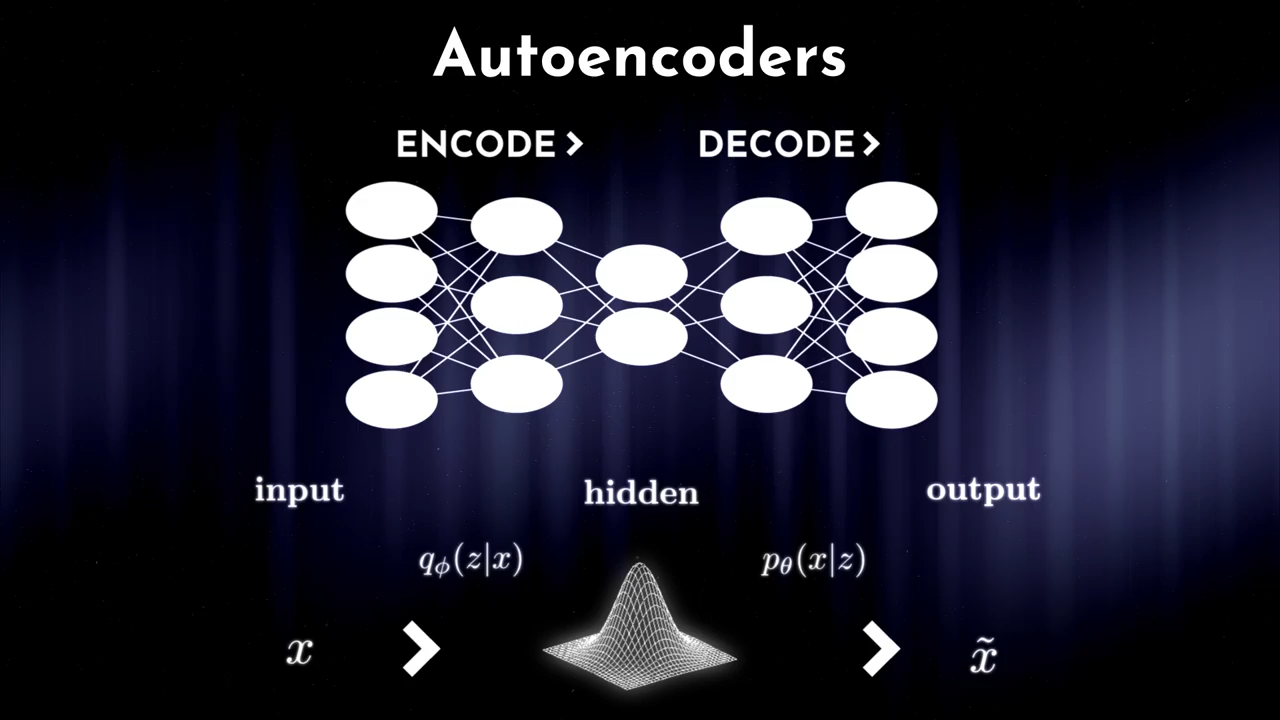 Autoencoders
ENCODE > DECODE >
input hidden output
qϕ(z|x) pθ(x|z)
x > > x̃